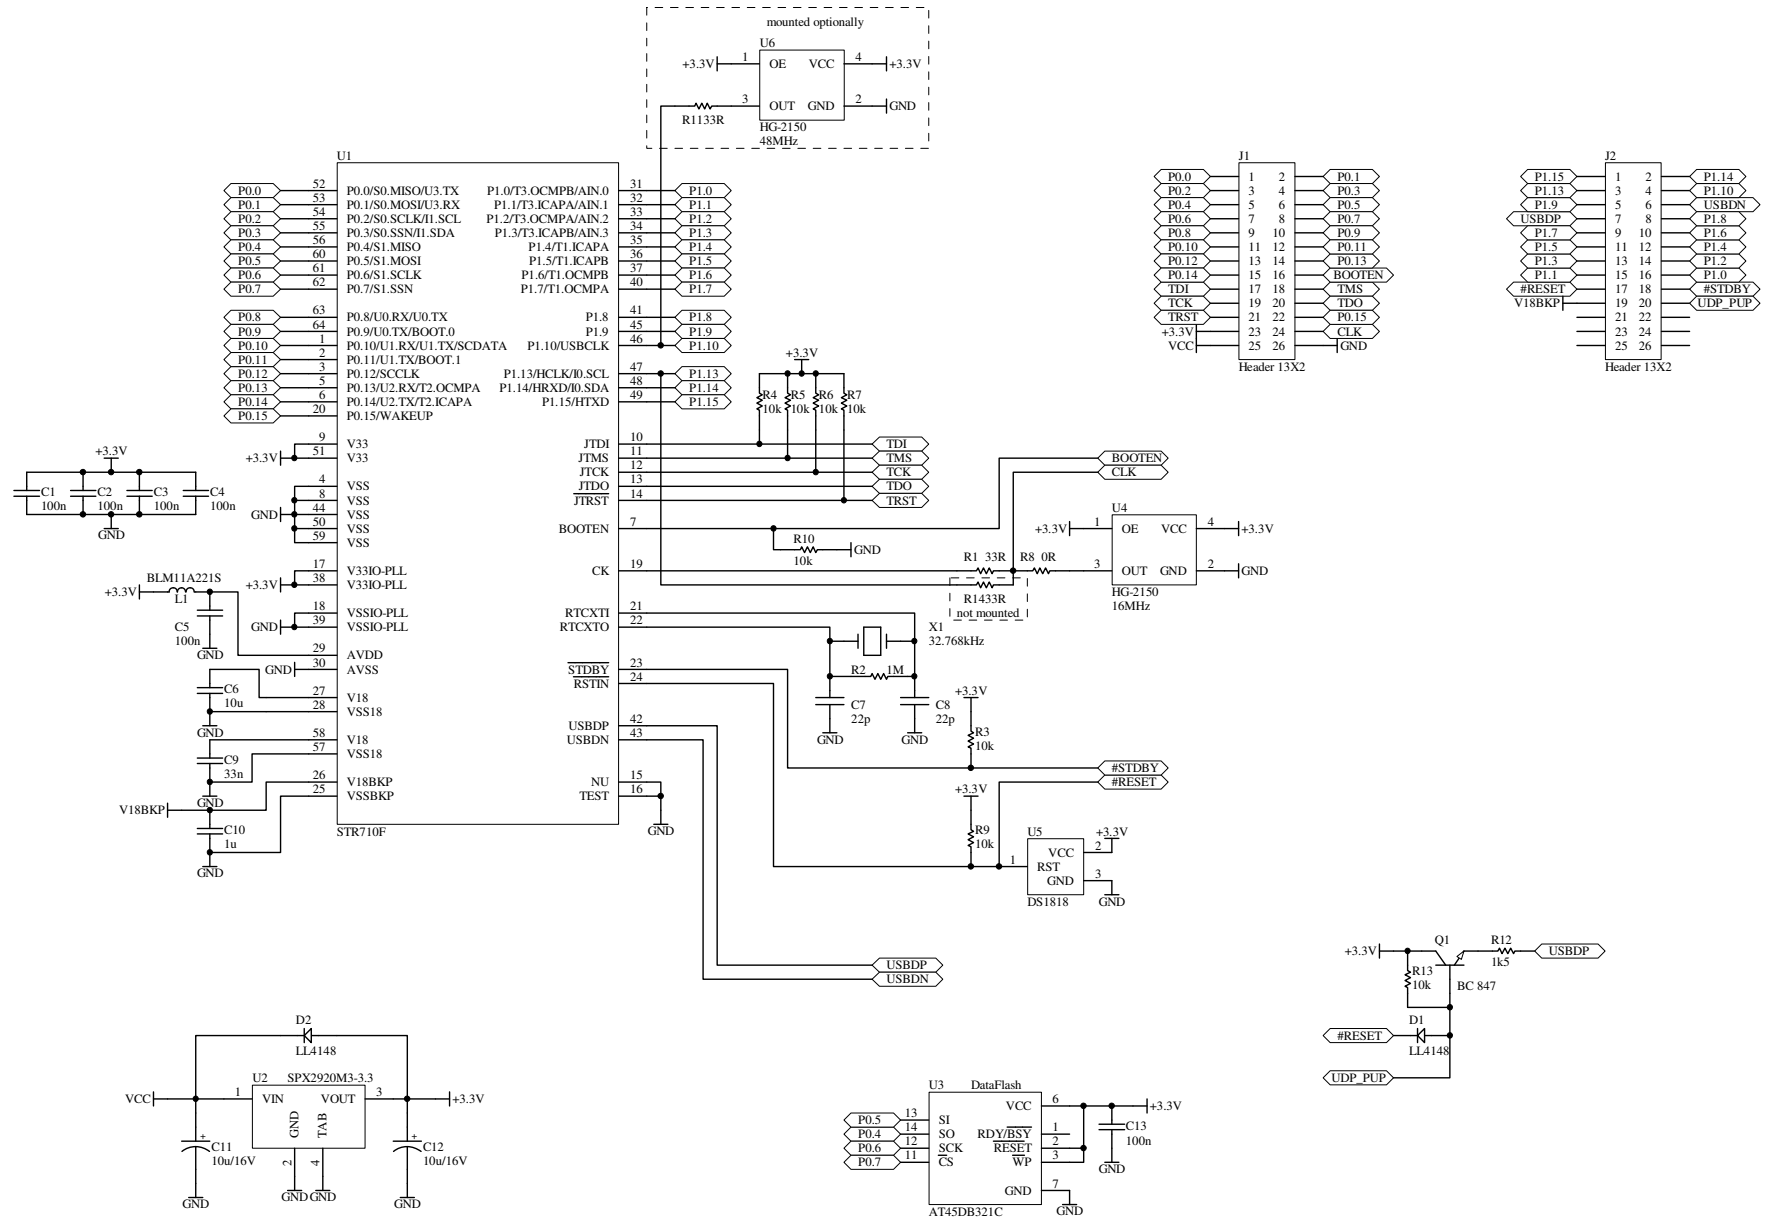 mounted optionally
U6
+3.3V 1 OE VCC 4 +3.3V
R1133R 3 OUT GND 2 GND
HG-2150
48MHz
U1
P0.0 52 P0.0/S0.MISO/U3.TX P1.0/T3.OCMPB/AIN.0 31 P1.0
P0.1 53 P0.1/S0.MOSI/U3.RX P1.1/T3.ICAPA/AIN.1 32 P1.1
P0.2 54 P0.2/S0.SCLK/I1.SCL P1.2/T3.OCMPA/AIN.2 33 P1.2
P0.3 55 P0.3/S0.SSN/I1.SDA P1.3/T3.ICAPB/AIN.3 34 P1.3
P0.4 56 P0.4/S1.MISO P1.4/T1.ICAPA 35 P1.4
P0.5 60 P0.5/S1.MOSI P1.5/T1.ICAPB 36 P1.5
P0.6 61 P0.6/S1.SCLK P1.6/T1.OCMPB 37 P1.6
P0.7 62 P0.7/S1.SSN P1.7/T1.OCMPA 40 P1.7
P0.8 63 P0.8/U0.RX/U0.TX P1.8 41 P1.8
P0.9 64 P0.9/U0.TX/BOOT.0 P1.9 45 P1.9
P0.10 1 P0.10/U1.RX/U1.TX/SCDATA P1.10/USBCLK 46 P1.10
P0.11 2 P0.11/U1.TX/BOOT.1
P0.12 3 P0.12/SCCLK P1.13/HCLK/I0.SCL 47 P1.13
P0.13 5 P0.13/U2.RX/T2.OCMPA P1.14/HRXD/I0.SDA 48 P1.14
P0.14 6 P0.14/U2.TX/T2.ICAPA P1.15/HTXD 49 P1.15
P0.15 20 P0.15/WAKEUP
9 V33 JTDI 10 TDI
+3.3V 51 V33 JTMS 11 TMS
JTCK 12 TCK
4 VSS JTDO 13 TDO
8 VSS JTRST 14 TRST
GND 44 VSS
50 VSS BOOTEN 7
59 VSS
17 V33IO-PLL CK 19
+3.3V 38 V33IO-PLL
18 VSSIO-PLL RTCXTI 21
GND 39 VSSIO-PLL RTCXTO 22
29 AVDD
GND 30 AVSS STDBY 23
RSTIN 24
27 V18
28 VSS18 USBDP 42
58 V18 USBDN 43
57 VSS18
26 V18BKP NU 15
25 VSSBKP TEST 16
GND
STR710F
+3.3V
R4 R5 R6 R7
10k 10k 10k 10k
+3.3V
C1 C2 C3 C4
100n 100n 100n 100n
GND
BLM11A221S
+3.3V L1
C5
100n
GND
C6
10u
GND
C9
33n
GND
V18BKP
C10
1u
GND
BOOTEN
CLK
R10
10k
GND
R1 33R R8 0R
R1433R
not mounted
U4
+3.3V 1 OE VCC 4 +3.3V
3 OUT GND 2 GND
HG-2150
16MHz
X1
32.768kHz
R2 1M
C7
22p
GND
C8
22p
GND
+3.3V
R3
10k
#STDBY
#RESET
+3.3V
R9
10k
U5
+3.3V
VCC 2
1 RST
GND 3
DS1818
GND
USBDP
USBDN
J1
P0.0 1 2 P0.1
P0.2 3 4 P0.3
P0.4 5 6 P0.5
P0.6 7 8 P0.7
P0.8 9 10 P0.9
P0.10 11 12 P0.11
P0.12 13 14 P0.13
P0.14 15 16 BOOTEN
TDI 17 18 TMS
TCK 19 20 TDO
TRST 21 22 P0.15
+3.3V 23 24 CLK
VCC 25 26 GND
Header 13X2
J2
P1.15 1 2 P1.14
P1.13 3 4 P1.10
P1.9 5 6 USBDN
USBDP 7 8 P1.8
P1.7 9 10 P1.6
P1.5 11 12 P1.4
P1.3 13 14 P1.2
P1.1 15 16 P1.0
#RESET 17 18 #STDBY
V18BKP 19 20 UDP_PUP
21 22
23 24
25 26
Header 13X2
+3.3V Q1 R12 USBDP
1k5
R13
10k
BC 847
#RESET D1
LL4148
UDP_PUP
D2
LL4148
U2 SPX2920M3-3.3
VCC 1 VIN VOUT 3 +3.3V
GND TAB
2 4
GND GND
+ C11
10u/16V
GND
+ C12
10u/16V
GND
U3 DataFlash
VCC 6 +3.3V
P0.5 13 SI
P0.4 14 SO RDY/BSY 1
P0.6 12 SCK RESET 2
P0.7 11 CS WP 3
GND 7
GND
C13
100n
GND
AT45DB321C